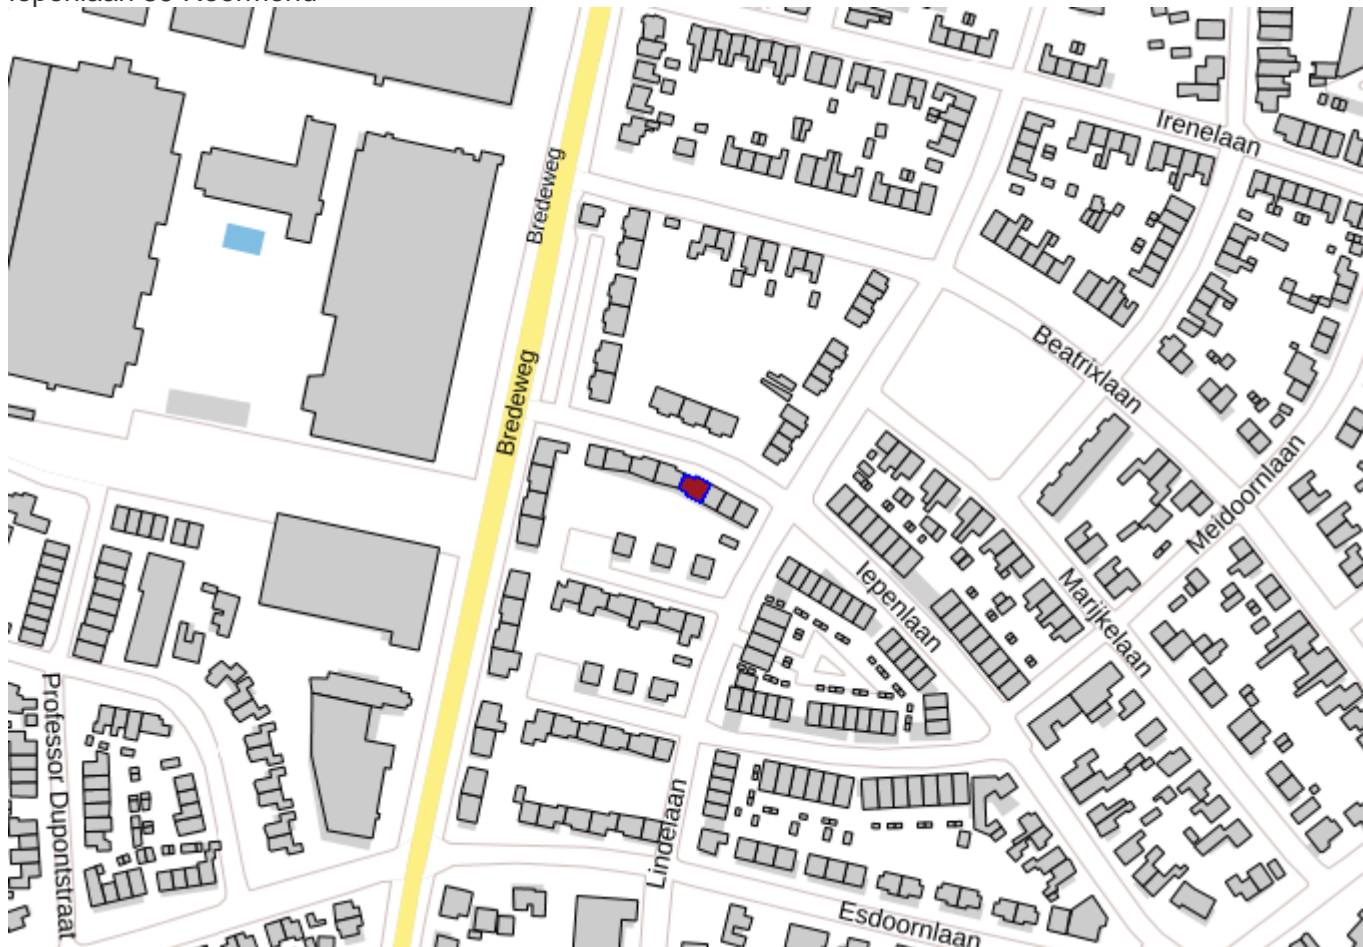 Irenelaan
Bredeweg
Beatrixlaan
Bredeweg
Meidoornlaan
Iepenlaan
Marijkelaan
Professor Dupontstraat
Lindelaan
Esdoornlaan